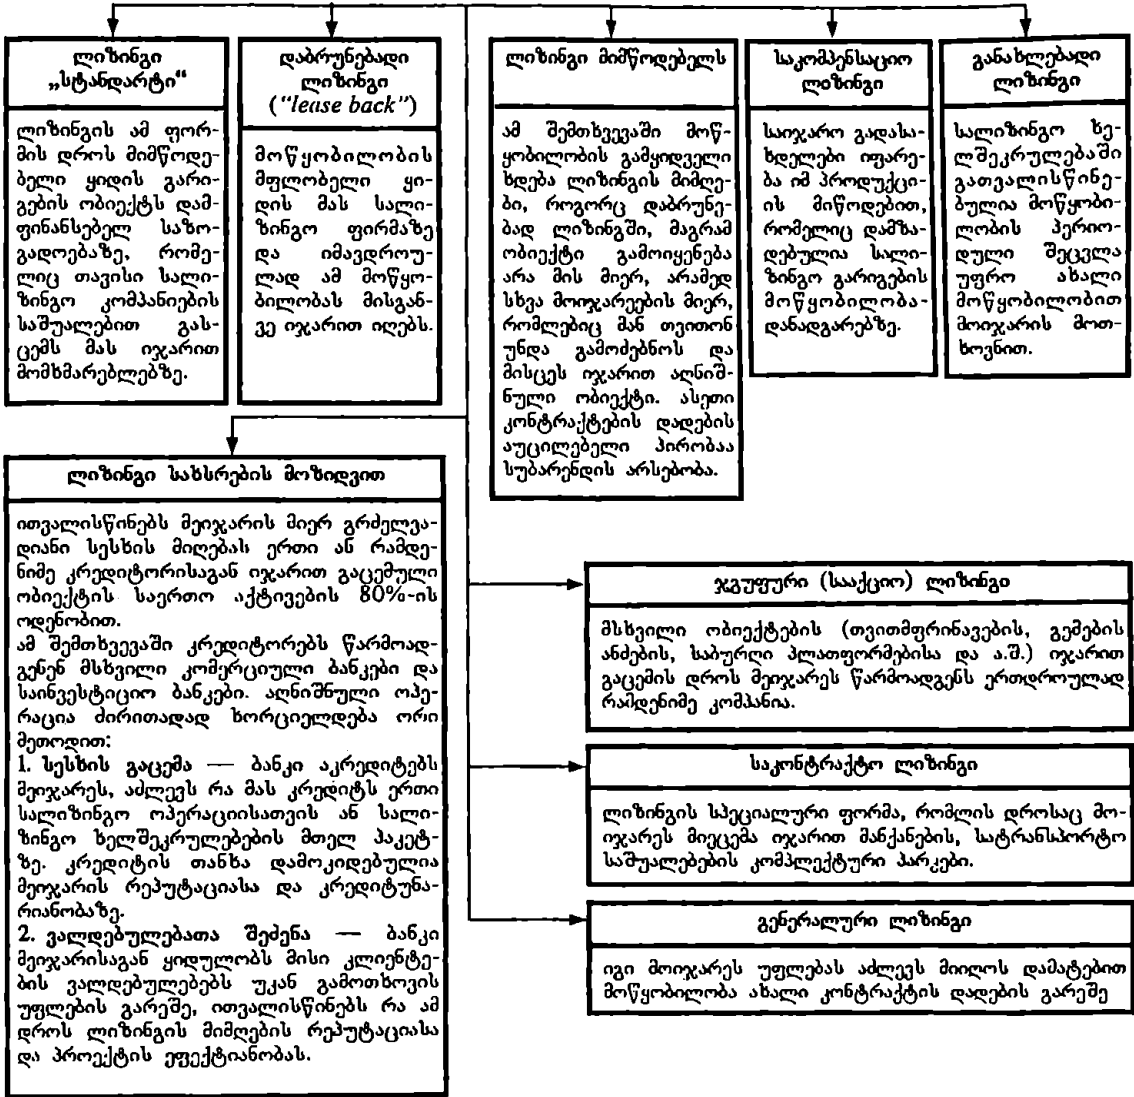 ლიზინგი
„სტანდარტი“
ლიზინგის ამ ფორ-
მის დროს მიმწოდე-
ბელი ყიდის გარი-
გების ობიექტს დამ-
ფინანსებელ საზო-
გადოებაზე, რომე-
ლიც თავისი სალი-
ზინგო კომპანიების
საშუალებით გას-
ცემს მას იჯარით
მომხმარებლებზე.
დაბრუნებადი
ლიზინგი
("lease back")
მოწყობილობის
მფლობელი ყი-
დის მას სალი-
ზინგო ფირმაზე
და იმავდროუ-
ლად ამ მოწყო-
ბილობას მისგან-
ვე იჯარით იღებს.
ლიზინგი მიმწოდებელს
ამ შემთხვევაში მოწ-
ყობილობის გამყიდველი
ხდება ლიზინგის მიმღე-
ბი, როგორც დაბრუნე-
ბად ლიზინგში, მაგრამ
ობიექტი გამოიყენება
არა მის მიერ, არამედ
სხვა მოიჯარეების მიერ,
რომლებიც მან თვითონ
უნდა გამოძებნოს და
მისცეს იჯარით აღნიშ-
ნული ობიექტი. ასეთი
კონტრაქტების დადების
აუცილებელი პირობაა
სუბარენდის არსებობა.
საკომპენსაციო
ლიზინგი
საიჯარო გადასა-
ხდელები იფარე-
ბა იმ პროდუქცი-
ის მიწოდებით,
რომელიც დამზა-
დებულია სალი-
ზინგო გარიგების
მოწყობილობა-
დანადგარებზე.
განახლებადი
ლიზინგი
სალიზინგო ხე-
ლშეკრულებაში
გათვალისწინე-
ბულია მოწყობი-
ლობის პერიო-
დული შეცვლა
უფრო ახალი
მოწყობილობით
მოიჯარის მოთ-
ხოვნით.
ლიზინგი სახსრების მოზიდვით
ითვალისწინებს მეიჯარის მიერ გრძელვა-
დიანი სესხის მიღებას ერთი ან რამდე-
ნიმე კრედიტორისაგან იჯარით გაცემული
ობიექტის საერთო აქტივების 80%-ის
ოდენობით.
ამ შემთხვევაში კრედიტორებს წარმოად-
გენენ მსხვილი კომერციული ბანკები და
საინვესტიციო ბანკები. აღნიშნული ოპე-
რაცია ძირითადად ხორციელდება ორი
მეთოდით:
1. სესხის გაცემა — ბანკი აკრედიტებს
მეიჯარეს, აძლევს რა მას კრედიტს ერთი
სალიზინგო ოპერაციისათვის ან სალი-
ზინგო ხელშეკრულებების მთელ პაკეტ-
ზე. კრედიტის თანხა დამოკიდებულია
მეიჯარის რეპუტაციასა და კრედიტუნა-
რიანობაზე.
2. ვალდებულებათა შეძენა — ბანკი
მეიჯარისაგან ყიდულობს მისი კლიენტე-
ბის ვალდებულებებს უკან გამოთხოვის
უფლების გარეშე, ითვალისწინებს რა ამ
დროს ლიზინგის მიმღების რეპუტაციასა
და პროექტის ეფექტიანობას.
ჯგუფური (სააქციო) ლიზინგი
მსხვილი ობიექტების (თვითმფრინავების, გემების
ანძების, საბურღი პლათფორმებისა და ა.შ.) იჯარით
გაცემის დროს მეიჯარეს წარმოადგენს ერთდროულად
რამდენიმე კომპანია.
საკონტრაქტო ლიზინგი
ლიზინგის სპეციალური ფორმა, რომლის დროსაც მო-
იჯარეს მიეცემა იჯარით მანქანების, სატრანსპორტო
საშუალებების კომპლექტური პარკები.
გენერალური ლიზინგი
იგი მოიჯარეს უფლებას აძლევს მიიღოს დამატებით
მოწყობილობა ახალი კონტრაქტის დადების გარეშე